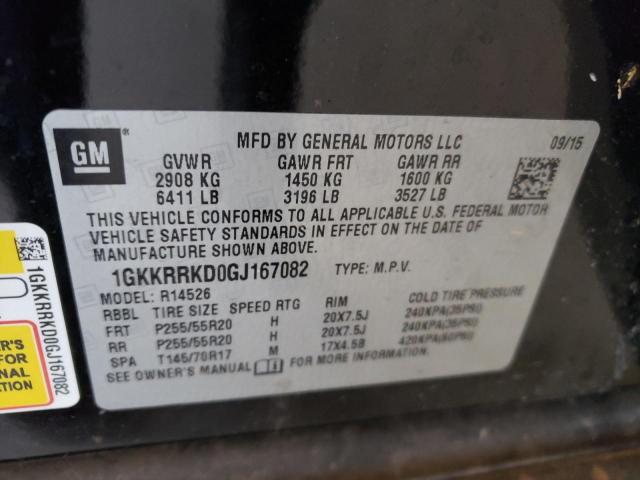 GM
®
MFD BY GENERAL MOTORS LLC 09/15
GVWR GAWR FRT GAWR RR
2908 KG 1450 KG 1600 KG
6411 LB 3196 LB 3527 LB
THIS VEHICLE CONFORMS TO ALL APPLICABLE U.S. FEDERAL MOTOR
VEHICLE SAFETY STANDARDS IN EFFECT ON THE DATE OF
MANUFACTURE SHOWN ABOVE.
1GKKRRKD0GJ167082 TYPE: M.P.V.
MODEL: R14526
RBBL TIRE SIZE SPEED RTG RIM COLD TIRE PRESSURE
FRT P255/55R20 H 20X7.5J 240KPA(35PSI)
RR P255/55R20 H 20X7.5J 240KPA(35PSI)
SPA T145/70R17 M 17X4.5B 420KPA(60PSI)
SEE OWNER'S MANUAL FOR MORE INFORMATION.
1GKKRRKD0GJ167082
FOR